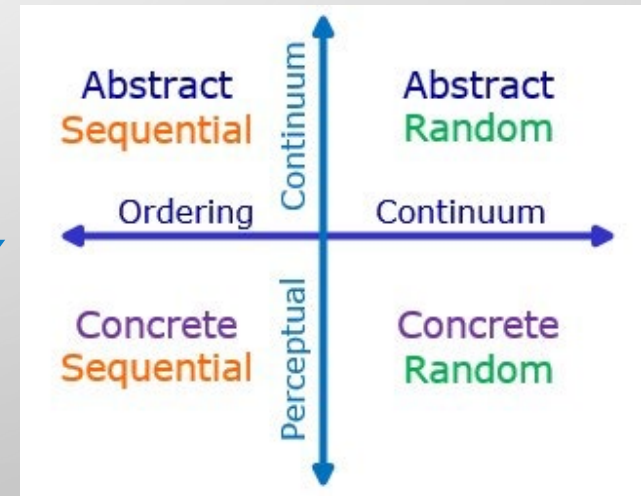 Abstract
Sequential
Abstract
Random
Ordering Continuum
Perceptual Continuum
Concrete
Sequential
Concrete
Random